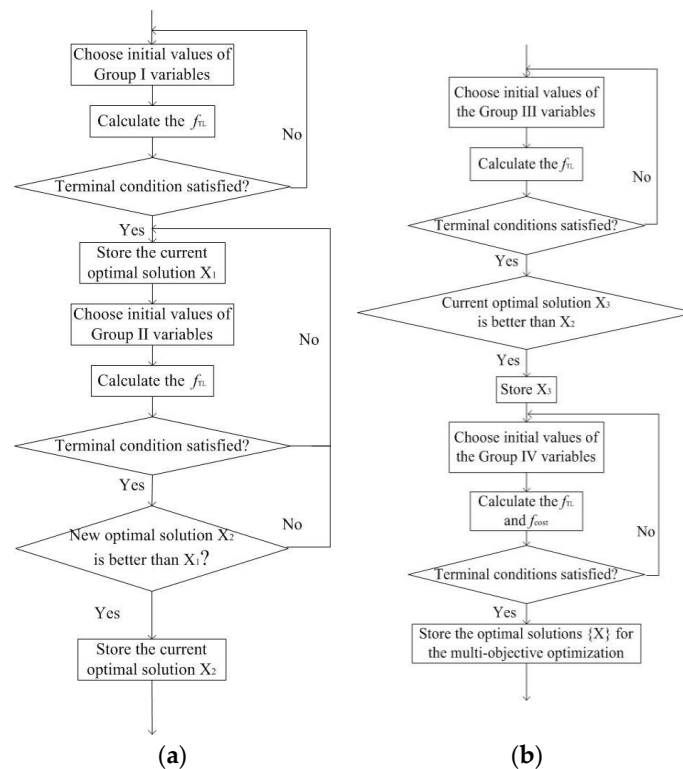 Choose initial values of
Group I variables
Calculate the fTL
No
Terminal condition satisfied?
Yes
Store the current
optimal solution X1
Choose initial values of
Group II variables
No
Calculate the fTL
Terminal condition satisfied?
Yes
No
New optimal solution X2
is better than X1?
Yes
Store the current
optimal solution X2
(a)
Choose initial values of
the Group III variables
No
Calculate the fTL
Terminal conditions satisfied?
Yes
Current optimal solution X3
is better than X2
Yes
Store X3
Choose initial values of
the Group IV variables
Calculate the fTL
and fcost
No
Terminal conditions satisfied?
Yes
Store the optimal solutions {X} for
the multi-objective optimization
(b)